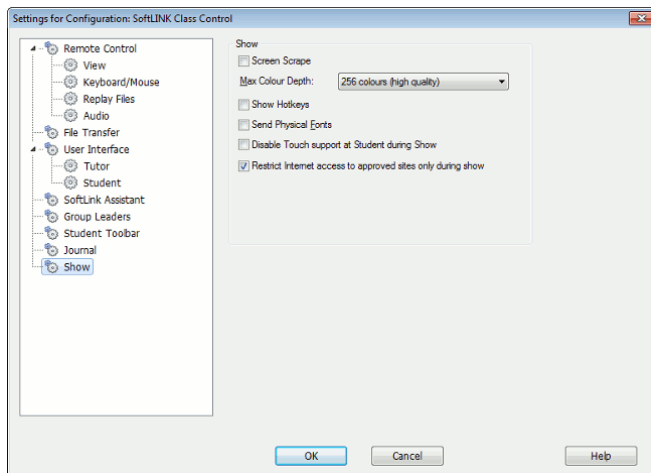 Settings for Configuration: SoftLINK Class Control
Remote Control
View
Keyboard/Mouse
Replay Files
Audio
File Transfer
User Interface
Tutor
Student
SoftLink Assistant
Group Leaders
Student Toolbar
Journal
Show
Show
Screen Scrape
Max Colour Depth: 256 colours (high quality)
Show Hotkeys
Send Physical Fonts
Disable Touch support at Student during Show
Restrict Internet access to approved sites only during show
OK Cancel Help